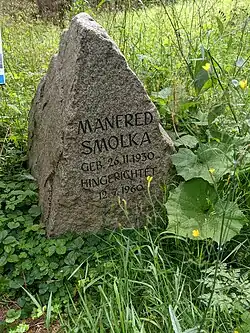 MANFRED
SMOLKA
GEB. 26.11.1930
HINGERICHTET
12.7.1960